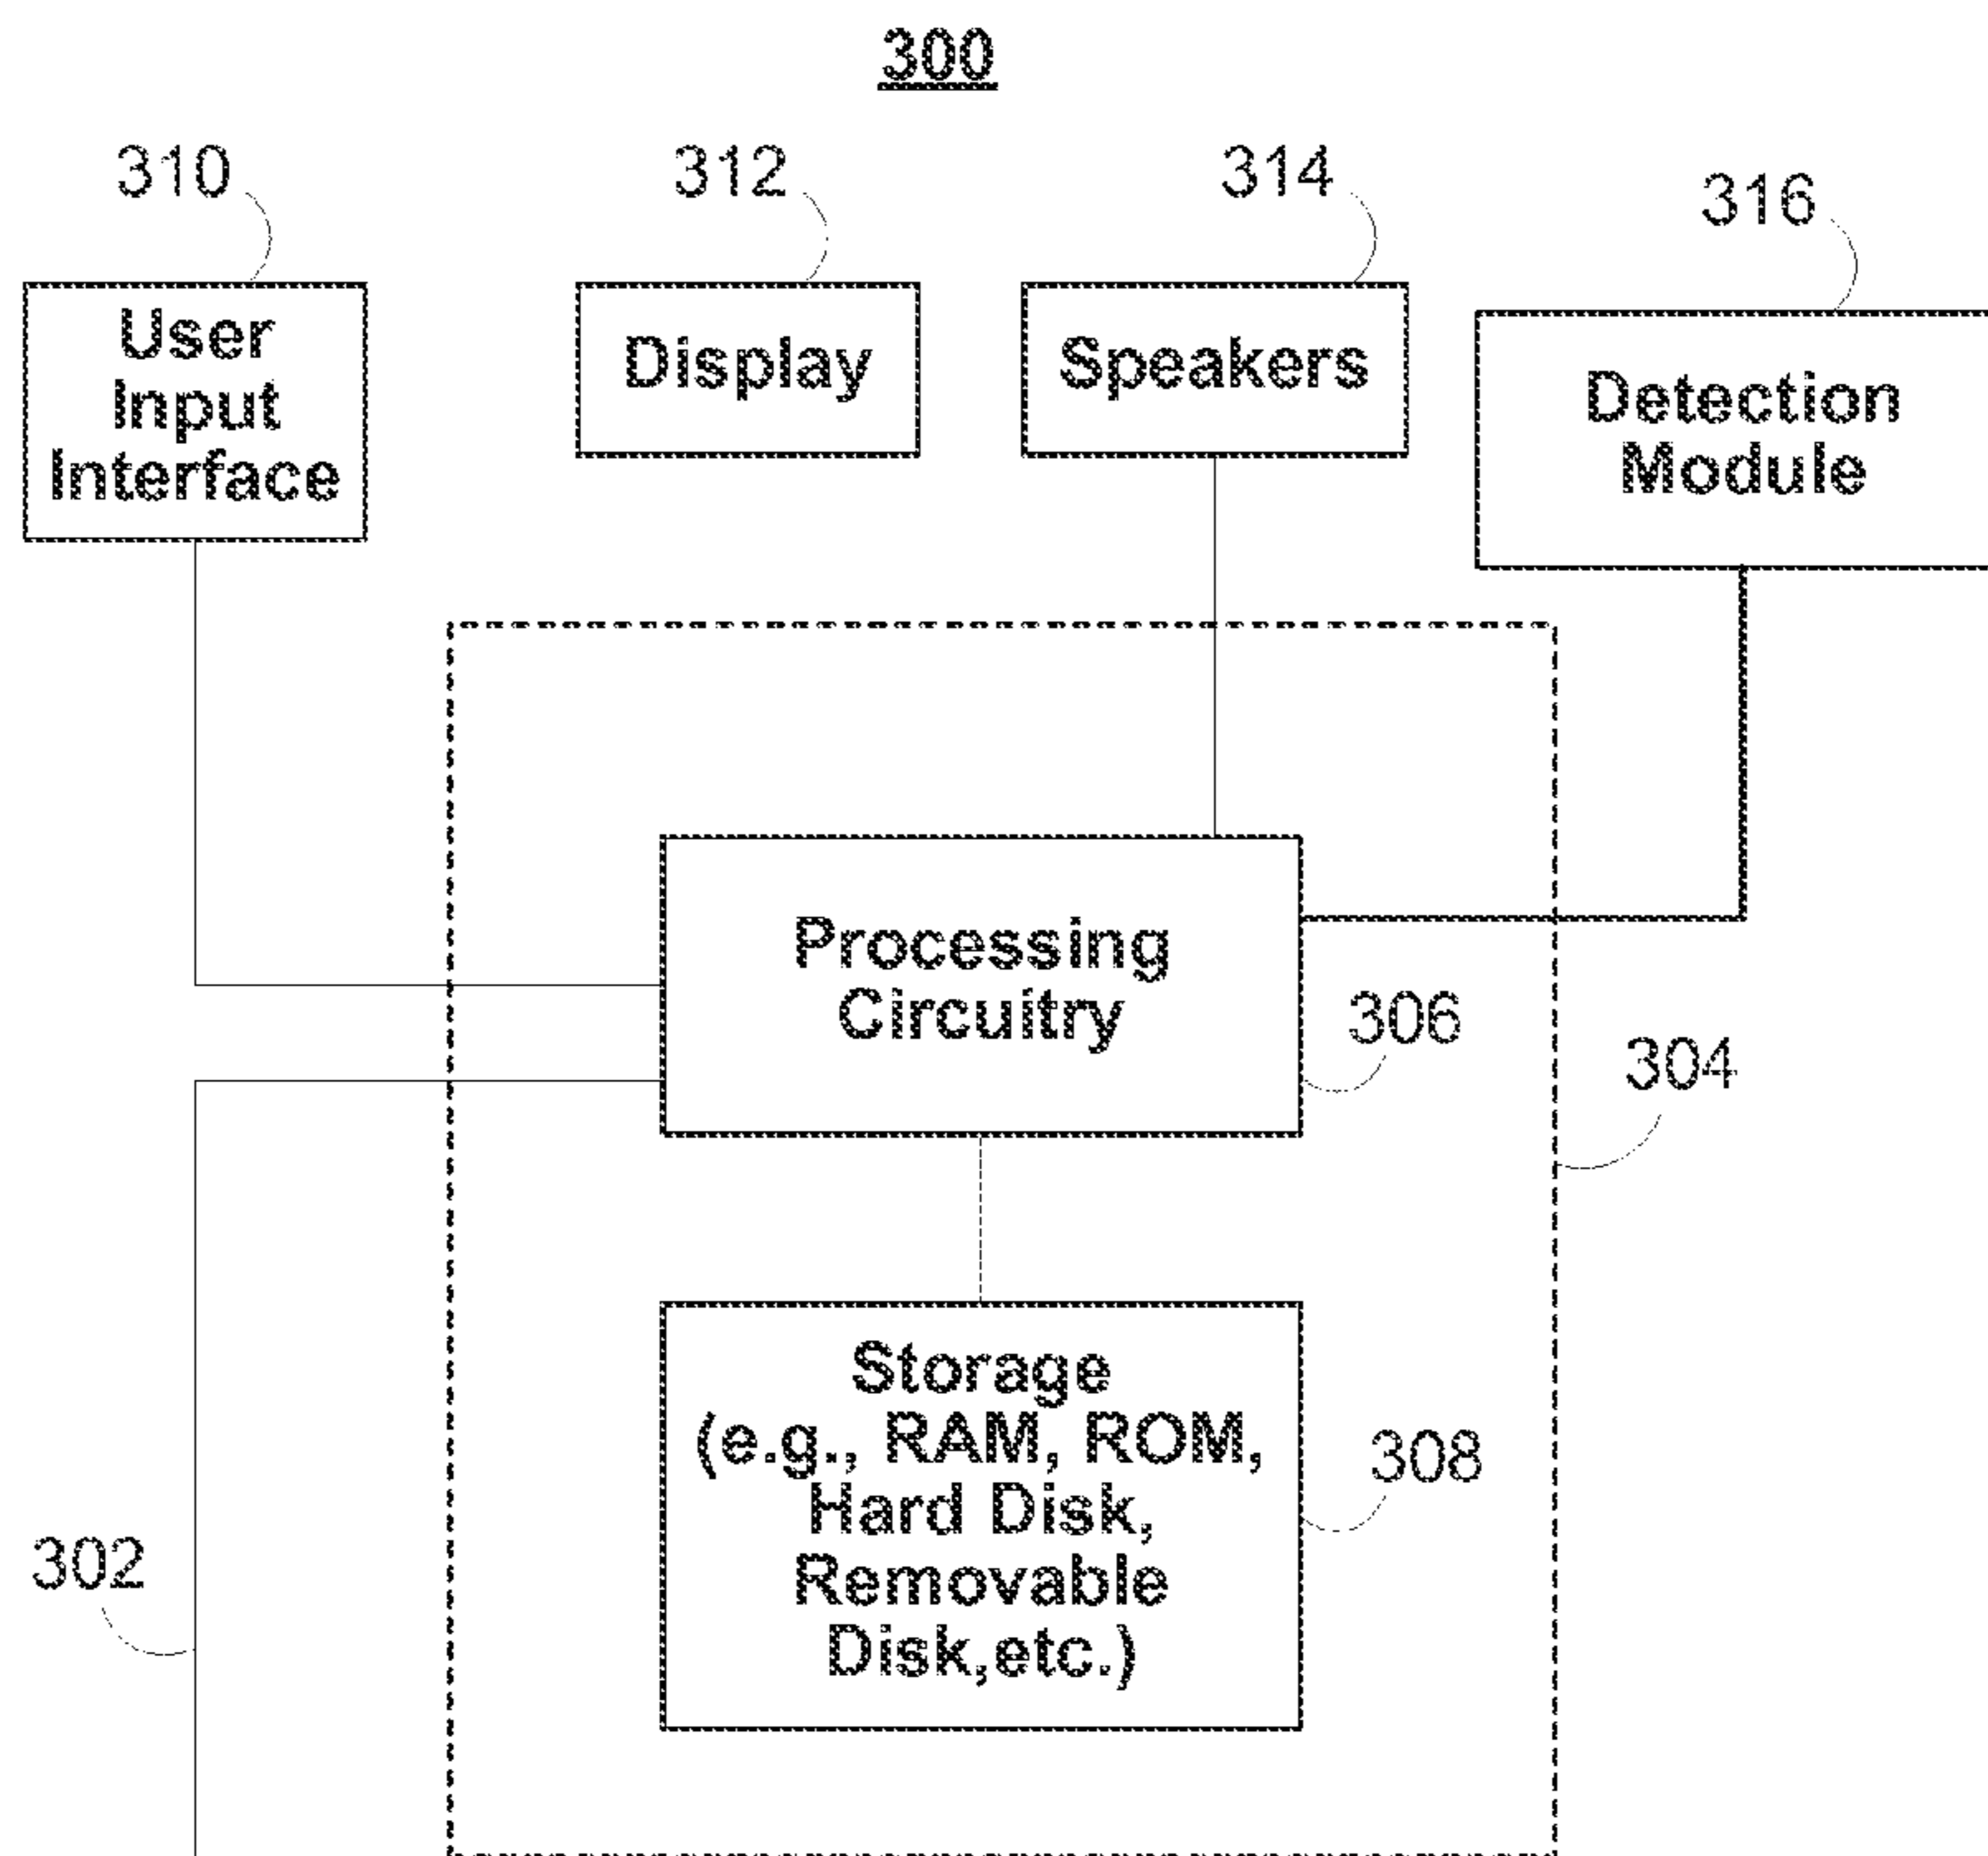 300
310
312
314
316
User
Input
Interface
Display
Speakers
Detection
Module
Processing
Circuitry
306
304
Storage
(e.g., RAM, ROM,
Hard Disk,
Removable
Disk,etc.)
308
302